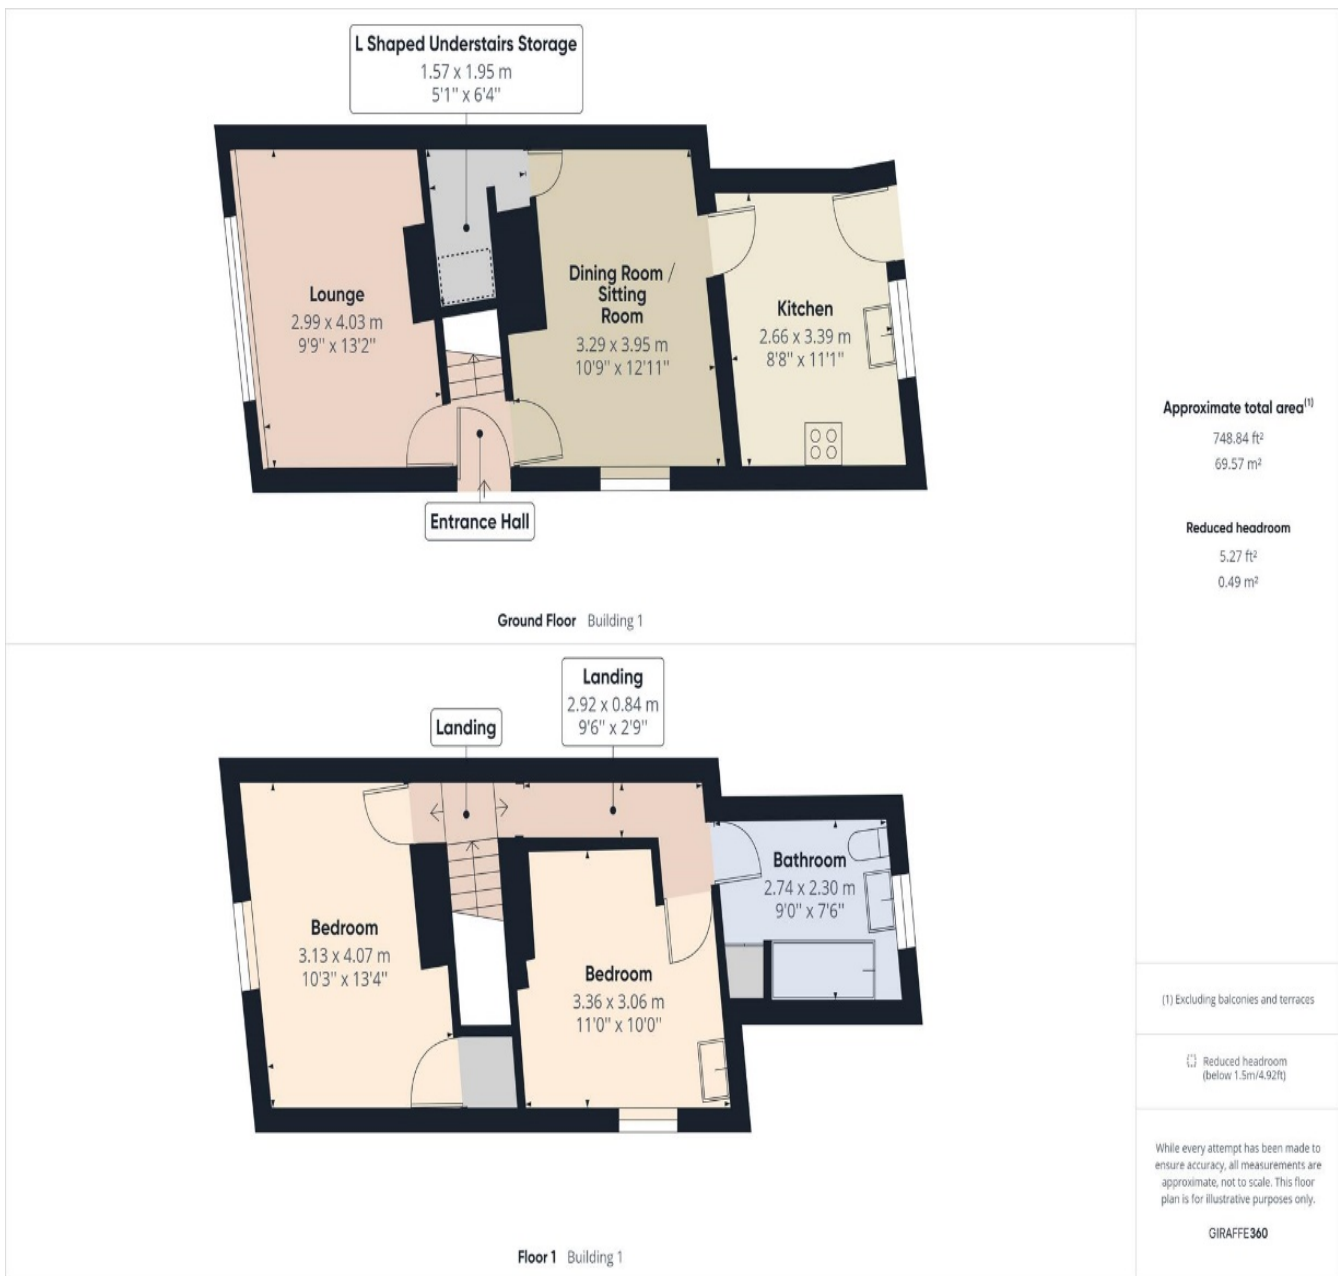 L Shaped Understairs Storage
1.57 x 1.95 m
5'1" x 6'4"
Lounge
2.99 x 4.03 m
9'9" x 13'2"
Dining Room /
Sitting
Room
3.29 x 3.95 m
10'9" x 12'11"
Kitchen
2.66 x 3.39 m
8'8" x 11'1"
Entrance Hall
Ground Floor Building 1
Landing
2.92 x 0.84 m
9'6" x 2'9"
Landing
Bathroom
2.74 x 2.30 m
9'0" x 7'6"
Bedroom
3.13 x 4.07 m
10'3" x 13'4"
Bedroom
3.36 x 3.06 m
11'0" x 10'0"
Floor 1 Building 1
Approximate total area(1)
748.84 ft²
69.57 m²
Reduced headroom
5.27 ft²
0.49 m²
(1) Excluding balconies and terraces
Reduced headroom
(below 1.5m/4.92ft)
While every attempt has been made to
ensure accuracy, all measurements are
approximate, not to scale. This floor
plan is for illustrative purposes only.
GIRAFFE360